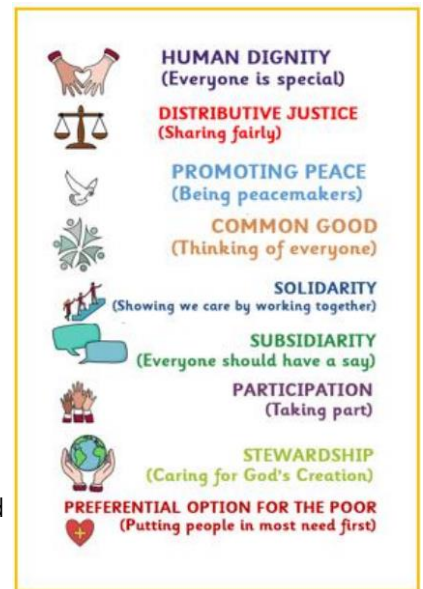 HUMAN DIGNITY
(Everyone is special)
DISTRIBUTIVE JUSTICE
(Sharing fairly)
PROMOTING PEACE
(Being peacemakers)
COMMON GOOD
(Thinking of everyone)
SOLIDARITY
(Showing we care by working together)
SUBSIDIARITY
(Everyone should have a say)
PARTICIPATION
(Taking part)
STEWARDSHIP
(Caring for God's Creation)
PREFERENTIAL OPTION FOR THE POOR
(Putting people in most need first)